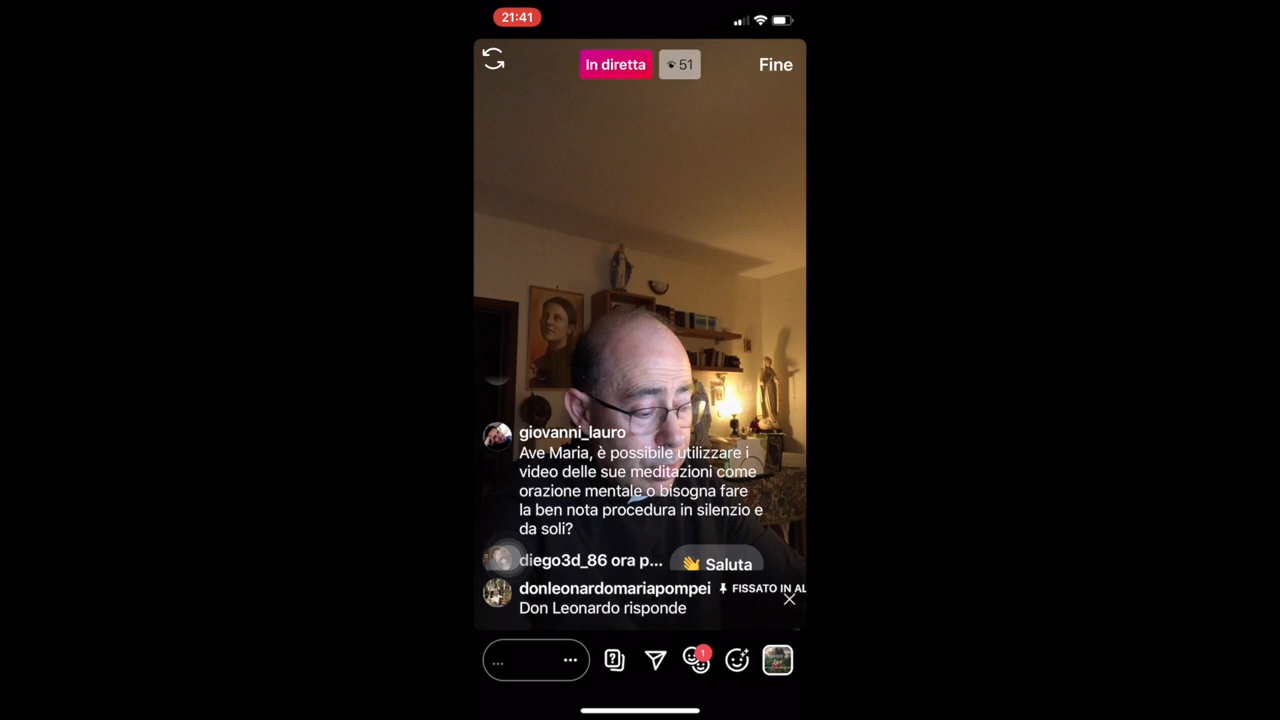 21:41
In diretta
51
Fine
giovanni_lauro
Ave Maria, è possibile utilizzare i
video delle sue meditazioni come
orazione mentale o bisogna fare
la ben nota procedura in silenzio e
da soli?
diego3d_86 ora p...
👋 Saluta
donleonardomariapompei FISSATO IN AL
Don Leonardo risponde
...
1